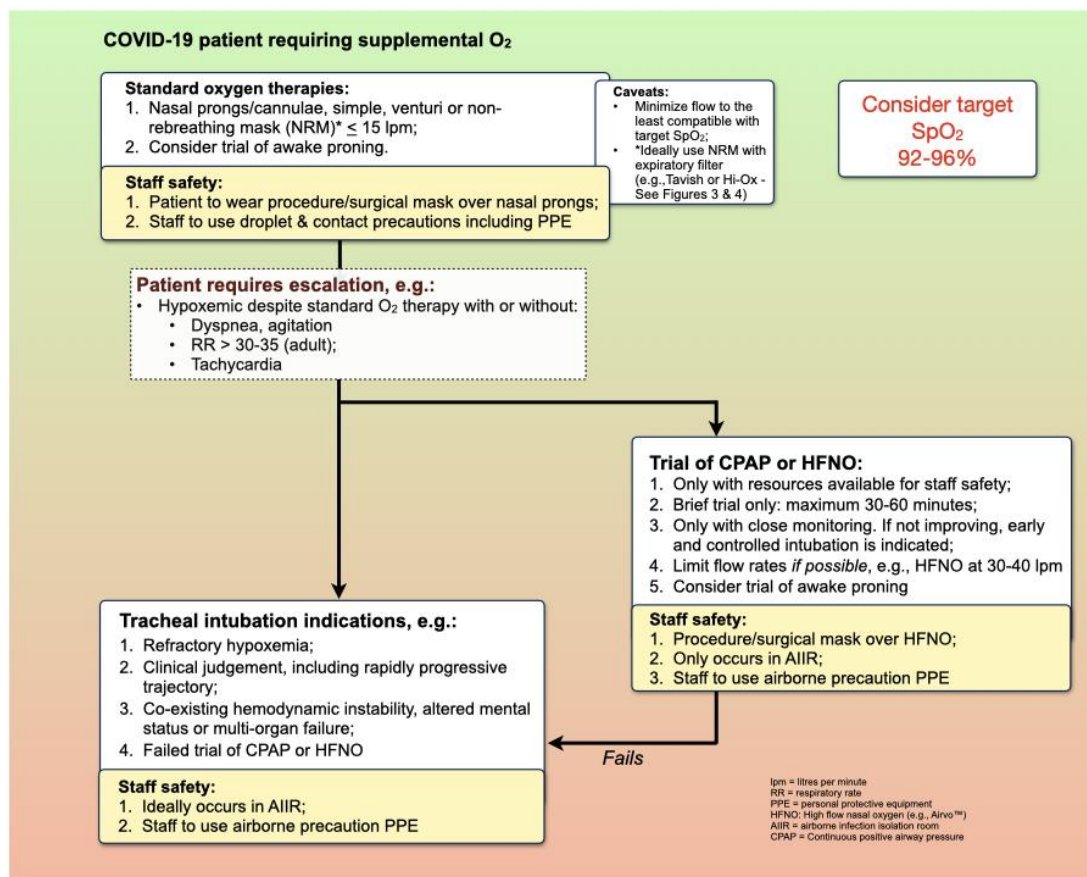 COVID-19 patient requiring supplemental O₂
Standard oxygen therapies:
1. Nasal prongs/cannulae, simple, venturi or non-
rebreathing mask (NRM)* ≤ 15 lpm;
2. Consider trial of awake proning.
Staff safety:
1. Patient to wear procedure/surgical mask over nasal prongs;
2. Staff to use droplet & contact precautions including PPE
Caveats:
• Minimize flow to the
least compatible with
target SpO₂;
• *Ideally use NRM with
expiratory filter
(e.g.,Tavish or Hi-Ox -
See Figures 3 & 4)
Consider target
SpO₂
92-96%
Patient requires escalation, e.g.:
• Hypoxemic despite standard O₂ therapy with or without:
• Dyspnea, agitation
• RR > 30-35 (adult);
• Tachycardia
Trial of CPAP or HFNO:
1. Only with resources available for staff safety;
2. Brief trial only: maximum 30-60 minutes;
3. Only with close monitoring. If not improving, early
and controlled intubation is indicated;
4. Limit flow rates if possible, e.g., HFNO at 30-40 lpm
5. Consider trial of awake proning
Staff safety:
1. Procedure/surgical mask over HFNO;
2. Only occurs in AIIR;
3. Staff to use airborne precaution PPE
Fails
Tracheal intubation indications, e.g.:
1. Refractory hypoxemia;
2. Clinical judgement, including rapidly progressive
trajectory;
3. Co-existing hemodynamic instability, altered mental
status or multi-organ failure;
4. Failed trial of CPAP or HFNO
Staff safety:
1. Ideally occurs in AIIR;
2. Staff to use airborne precaution PPE
lpm = litres per minute
RR = respiratory rate
PPE = personal protective equipment
HFNO: High flow nasal oxygen (e.g., Airvo™)
AIIR = airborne infection isolation room
CPAP = Continuous positive airway pressure